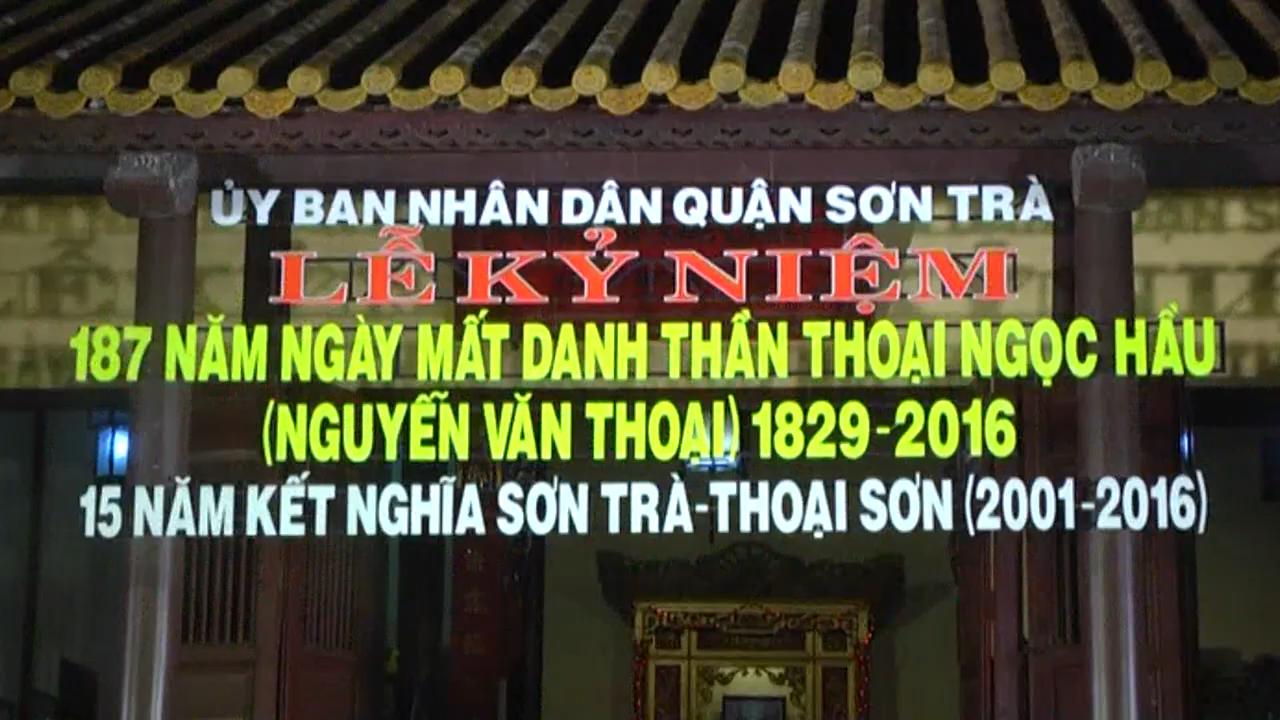 ỦY BAN NHÂN DÂN QUẬN SƠN TRÀ
LỄ KỶ NIỆM
187 NĂM NGÀY MẤT DANH THẦN THOẠI NGỌC HẦU
(NGUYỄN VĂN THOẠI) 1829-2016
15 NĂM KẾT NGHĨA SƠN TRÀ-THOẠI SƠN (2001-2016)